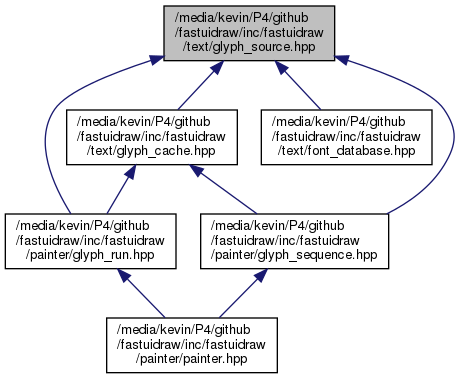 /media/kevin/P4/github
/fastuidraw/inc/fastuidraw
/text/glyph_source.hpp
/media/kevin/P4/github
/fastuidraw/inc/fastuidraw
/text/glyph_cache.hpp
/media/kevin/P4/github
/fastuidraw/inc/fastuidraw
/text/font_database.hpp
/media/kevin/P4/github
/fastuidraw/inc/fastuidraw
/painter/glyph_run.hpp
/media/kevin/P4/github
/fastuidraw/inc/fastuidraw
/painter/glyph_sequence.hpp
/media/kevin/P4/github
/fastuidraw/inc/fastuidraw
/painter/painter.hpp